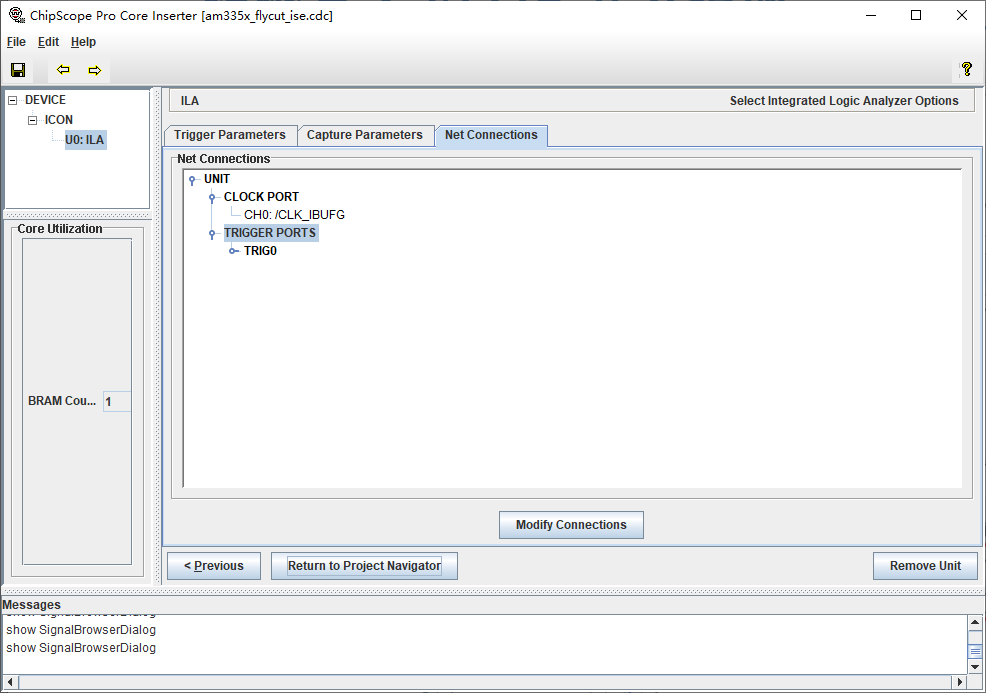 ChipScope Pro Core Inserter [am335x_flycut_ise.cdc]
File Edit Help
DEVICE
ICON
U0: ILA
ILA
Select Integrated Logic Analyzer Options
Trigger Parameters
Capture Parameters
Net Connections
Net Connections
UNIT
CLOCK PORT
CH0: /CLK_IBUFG
TRIGGER PORTS
TRIG0
Core Utilization
BRAM Cou... 1
Modify Connections
< Previous
Return to Project Navigator
Remove Unit
Messages
show SignalBrowserDialog
show SignalBrowserDialog
show SignalBrowserDialog